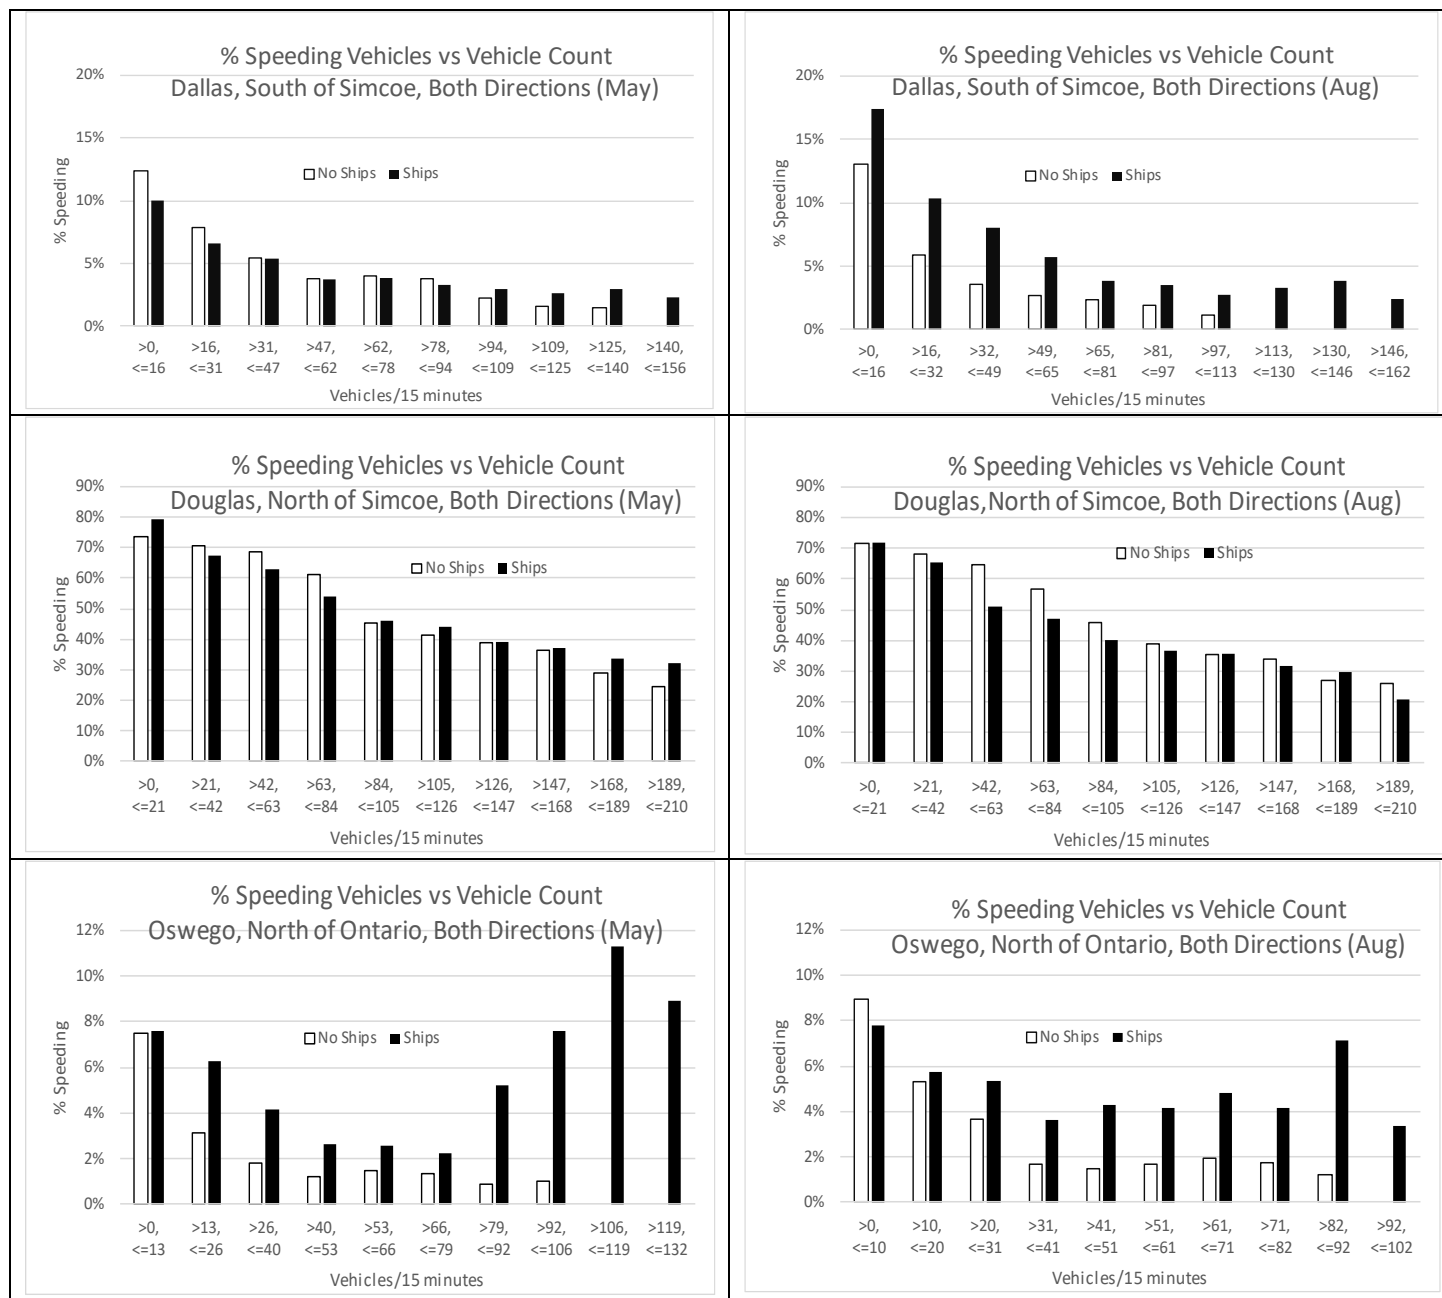 % Speeding Vehicles vs Vehicle Count
Dallas, South of Simcoe, Both Directions (May)
20%
15%
10%
5%
0%
% Speeding
No Ships Ships
>0, >16, >31, >47, >62, >78, >94, >109, >125, >140,
<=16 <=31 <=47 <=62 <=78 <=94 <=109 <=125 <=140 <=156
Vehicles/15 minutes
% Speeding Vehicles vs Vehicle Count
Dallas, South of Simcoe, Both Directions (Aug)
20%
15%
10%
5%
0%
% Speeding
No Ships Ships
>0, >16, >32, >49, >65, >81, >97, >113, >130, >146,
<=16 <=32 <=49 <=65 <=81 <=97 <=113 <=130 <=146 <=162
Vehicles/15 minutes
% Speeding Vehicles vs Vehicle Count
Douglas, North of Simcoe, Both Directions (May)
90%
80%
70%
60%
50%
40%
30%
20%
10%
0%
% Speeding
No Ships Ships
>0, >21, >42, >63, >84, >105, >126, >147, >168, >189,
<=21 <=42 <=63 <=84 <=105 <=126 <=147 <=168 <=189 <=210
Vehicles/15 minutes
% Speeding Vehicles vs Vehicle Count
Douglas,North of Simcoe, Both Directions (Aug)
90%
80%
70%
60%
50%
40%
30%
20%
10%
0%
% Speeding
No Ships Ships
>0, >21, >42, >63, >84, >105, >126, >147, >168, >189,
<=21 <=42 <=63 <=84 <=105 <=126 <=147 <=168 <=189 <=210
Vehicles/15 minutes
% Speeding Vehicles vs Vehicle Count
Oswego, North of Ontario, Both Directions (May)
12%
10%
8%
6%
4%
2%
0%
% Speeding
No Ships Ships
>0, >13, >26, >40, >53, >66, >79, >92, >106, >119,
<=13 <=26 <=40 <=53 <=66 <=79 <=92 <=106 <=119 <=132
Vehicles/15 minutes
% Speeding Vehicles vs Vehicle Count
Oswego, North of Ontario, Both Directions (Aug)
12%
10%
8%
6%
4%
2%
0%
% Speeding
No Ships Ships
>0, >10, >20, >31, >41, >51, >61, >71, >82, >92,
<=10 <=20 <=31 <=41 <=51 <=61 <=71 <=82 <=92 <=102
Vehicles/15 minutes